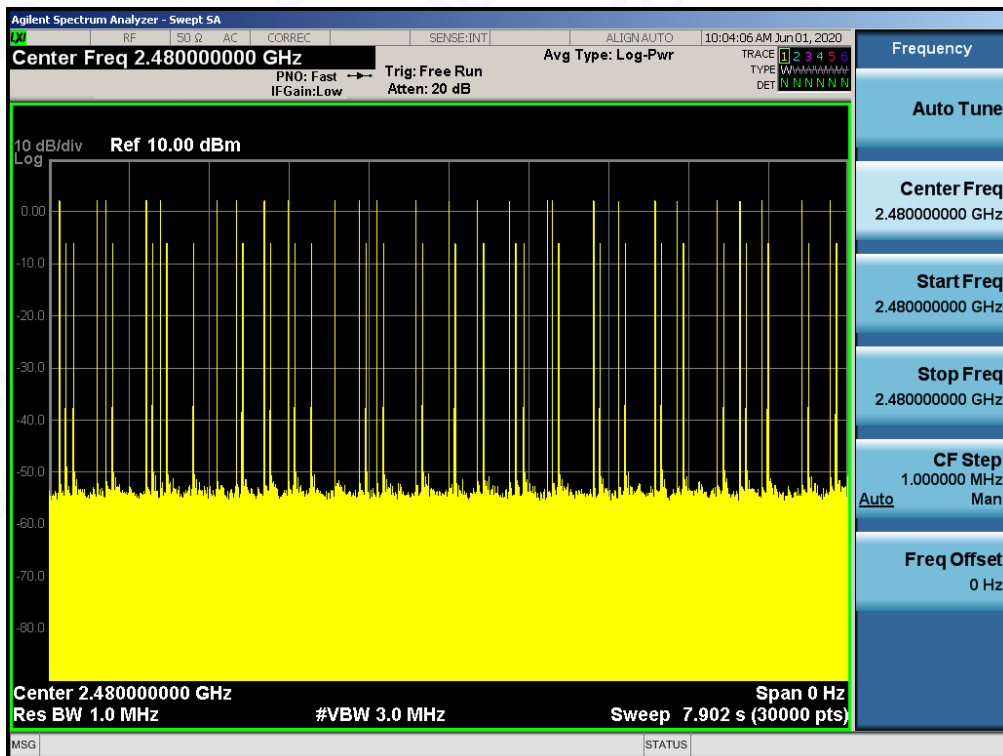 Agilent Spectrum Analyzer - Swept SA
LXI RF 50 Ω AC CORREC SENSE:INT ALIGN AUTO 10:04:06 AM Jun 01, 2020
Center Freq 2.480000000 GHz
PNO: Fast
IFGain:Low
Trig: Free Run
Atten: 20 dB
Avg Type: Log-Pwr
TRACE 1 2 3 4 5 6
TYPE W
DET N N N N N N
10 dB/div Ref 10.00 dBm
Log
0.00
-10.0
-20.0
-30.0
-40.0
-50.0
-60.0
-70.0
-80.0
Center 2.480000000 GHz Span 0 Hz
Res BW 1.0 MHz #VBW 3.0 MHz Sweep 7.902 s (30000 pts)
MSG STATUS
Frequency
Auto Tune
Center Freq
2.480000000 GHz
Start Freq
2.480000000 GHz
Stop Freq
2.480000000 GHz
CF Step
1.000000 MHz
Auto Man
Freq Offset
0 Hz